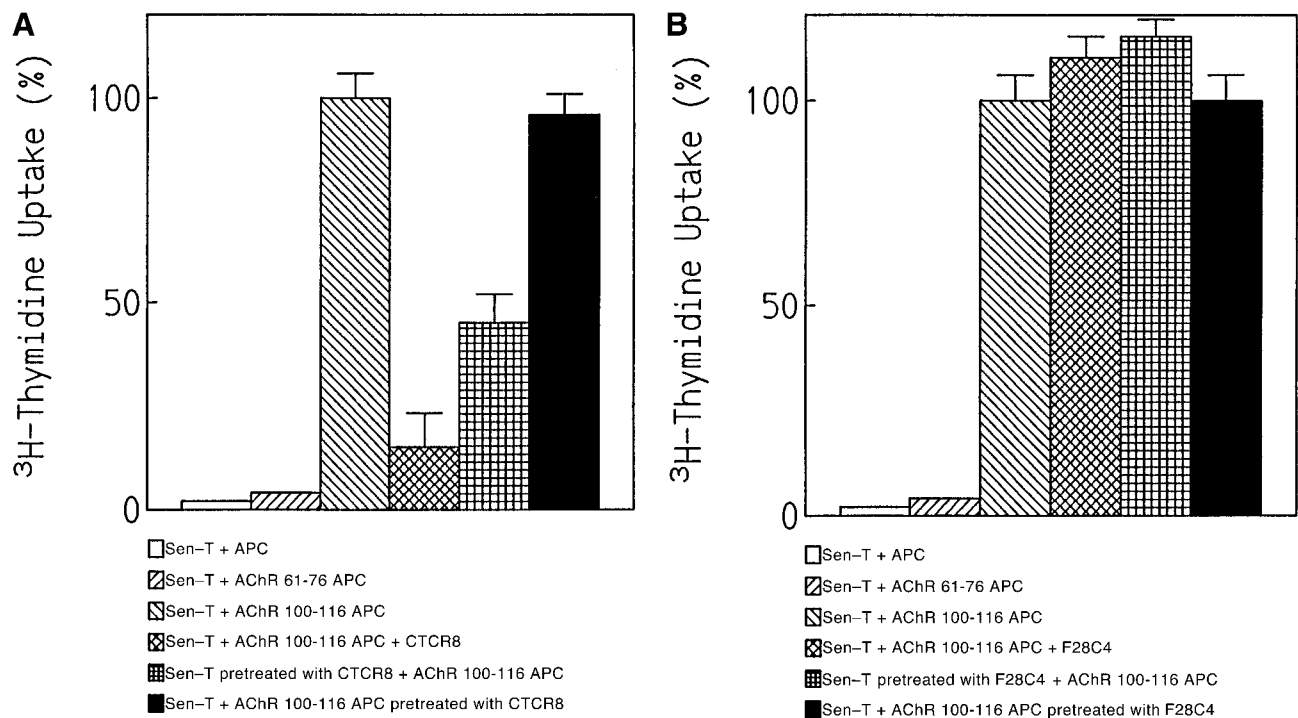 A
³H-Thymidine Uptake (%)
100
50
0
Sen-T + APC
Sen-T + AChR 61-76 APC
Sen-T + AChR 100-116 APC
Sen-T + AChR 100-116 APC + CTCR8
Sen-T pretreated with CTCR8 + AChR 100-116 APC
Sen-T + AChR 100-116 APC pretreated with CTCR8
B
³H-Thymidine Uptake (%)
100
50
0
Sen-T + APC
Sen-T + AChR 61-76 APC
Sen-T + AChR 100-116 APC
Sen-T + AChR 100-116 APC + F28C4
Sen-T pretreated with F28C4 + AChR 100-116 APC
Sen-T + AChR 100-116 APC pretreated with F28C4